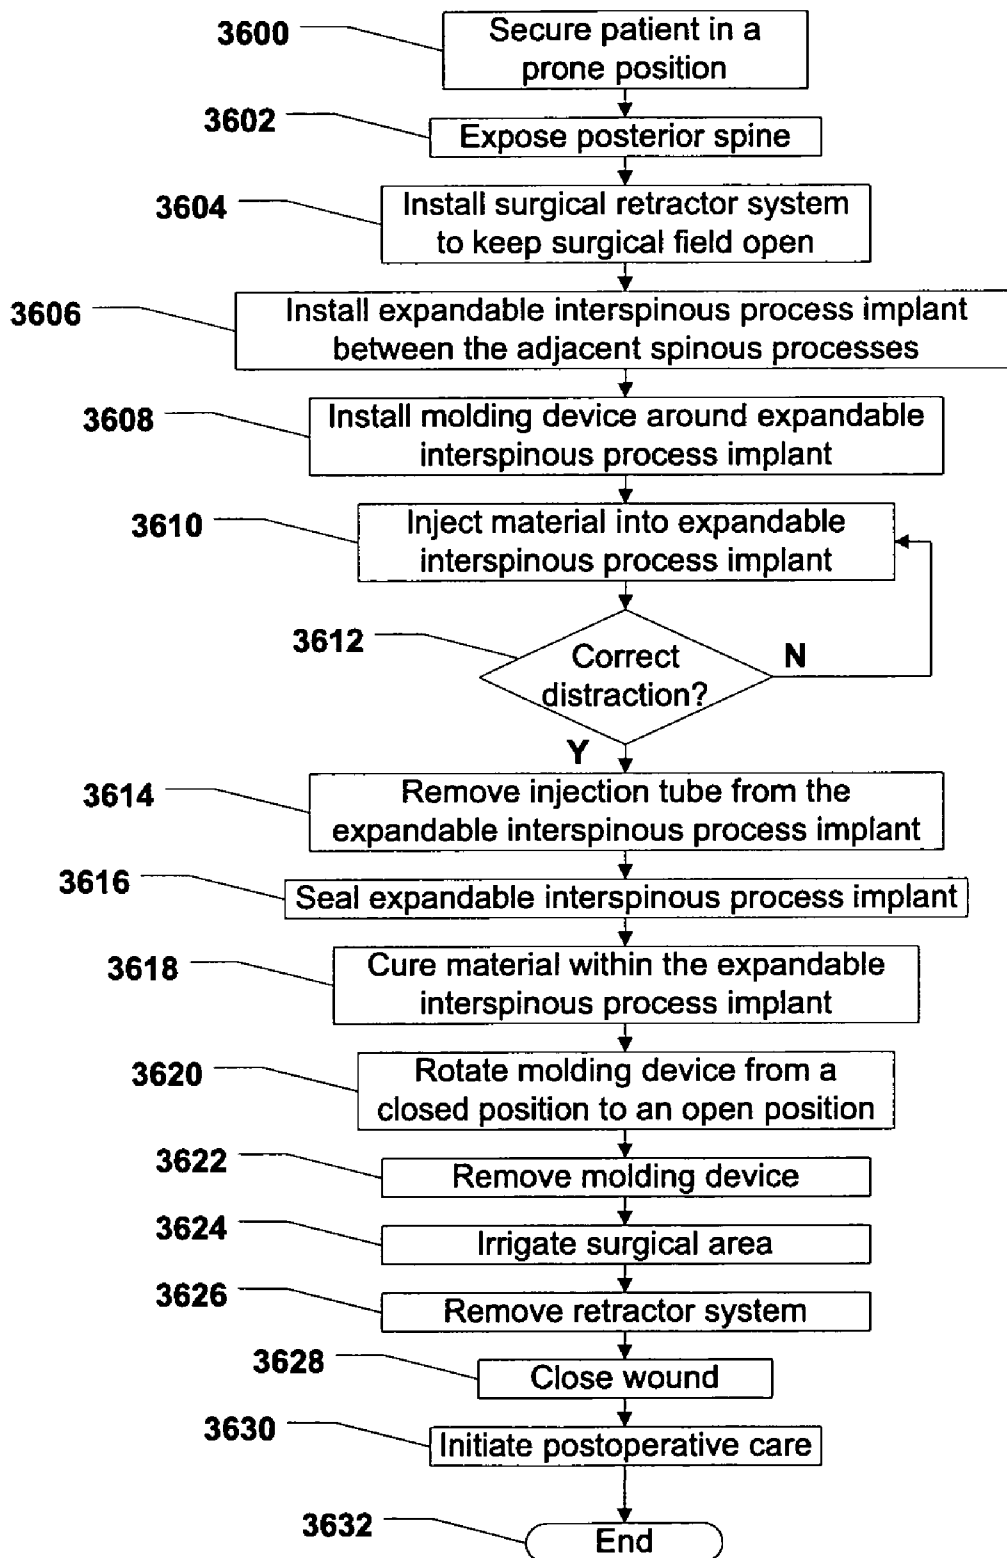 3600
Secure patient in a
prone position
3602
Expose posterior spine
3604
Install surgical retractor system
to keep surgical field open
3606
Install expandable interspinous process implant
between the adjacent spinous processes
3608
Install molding device around expandable
interspinous process implant
3610
Inject material into expandable
interspinous process implant
3612
Correct
distraction?
N
Y
3614
Remove injection tube from the
expandable interspinous process implant
3616
Seal expandable interspinous process implant
3618
Cure material within the expandable
interspinous process implant
3620
Rotate molding device from a
closed position to an open position
3622
Remove molding device
3624
Irrigate surgical area
3626
Remove retractor system
3628
Close wound
3630
Initiate postoperative care
3632
End